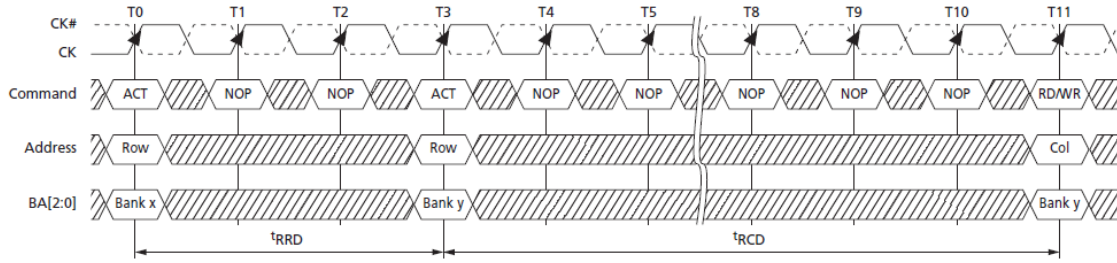 T0 T1 T2 T3 T4 T5 T8 T9 T10 T11
CK#
CK
Command ACT NOP NOP ACT NOP NOP NOP NOP NOP RD/WR
Address Row Row Col
BA[2:0] Bank x Bank y Bank y
tRRD tRCD